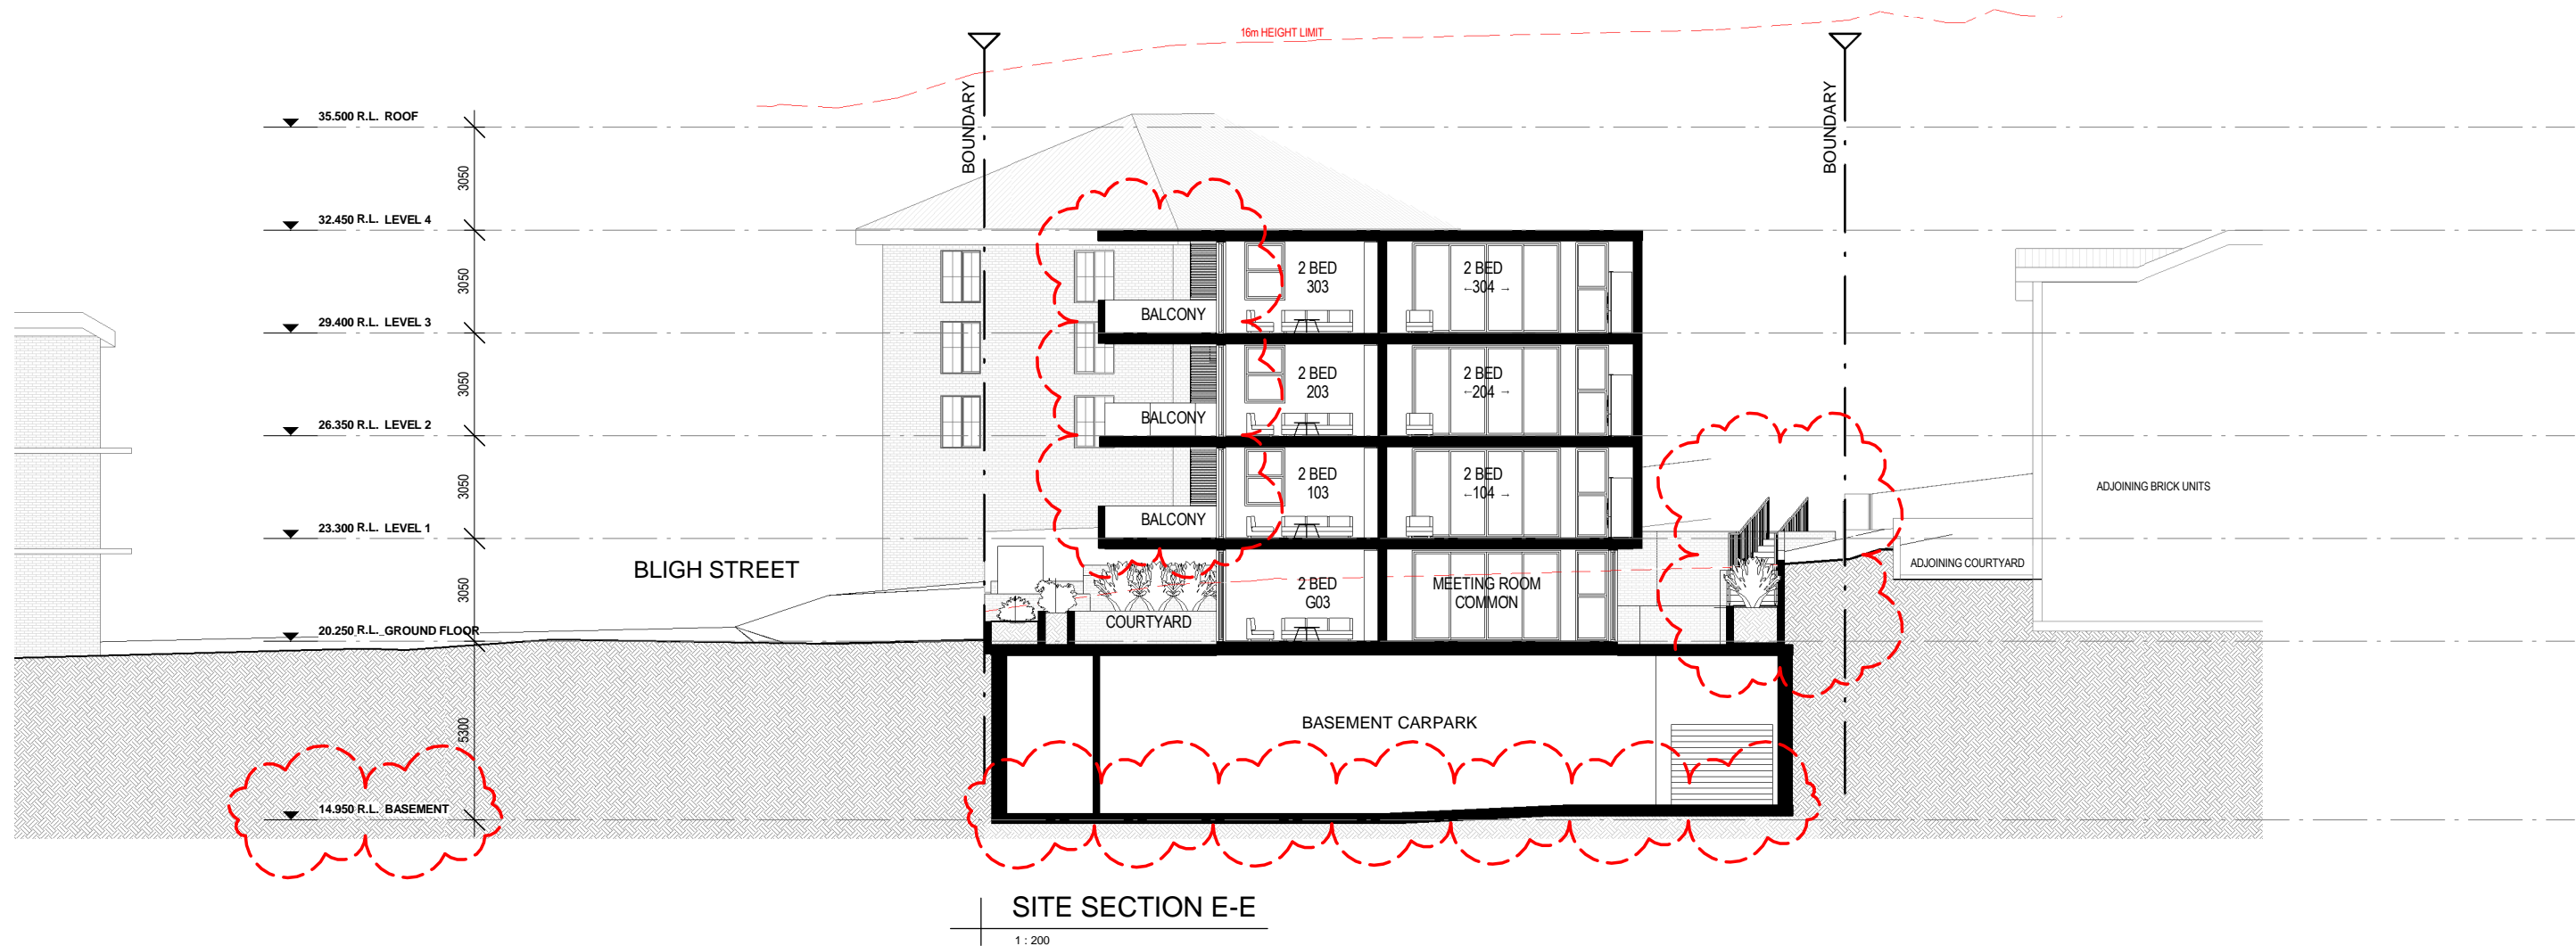 16m HEIGHT LIMIT
BOUNDARY
BOUNDARY
35.500 R.L. ROOF
3050
32.450 R.L. LEVEL 4
3050
29.400 R.L. LEVEL 3
3050
26.350 R.L. LEVEL 2
3050
23.300 R.L. LEVEL 1
3050
20.250 R.L. GROUND FLOOR
5300
14.950 R.L. BASEMENT
BLIGH STREET
2 BED
303
2 BED
←304→
BALCONY
2 BED
203
2 BED
←204→
BALCONY
2 BED
103
2 BED
←104→
BALCONY
2 BED
G03
MEETING ROOM
COMMON
COURTYARD
BASEMENT CARPARK
ADJOINING BRICK UNITS
ADJOINING COURTYARD
SITE SECTION E-E
1 : 200